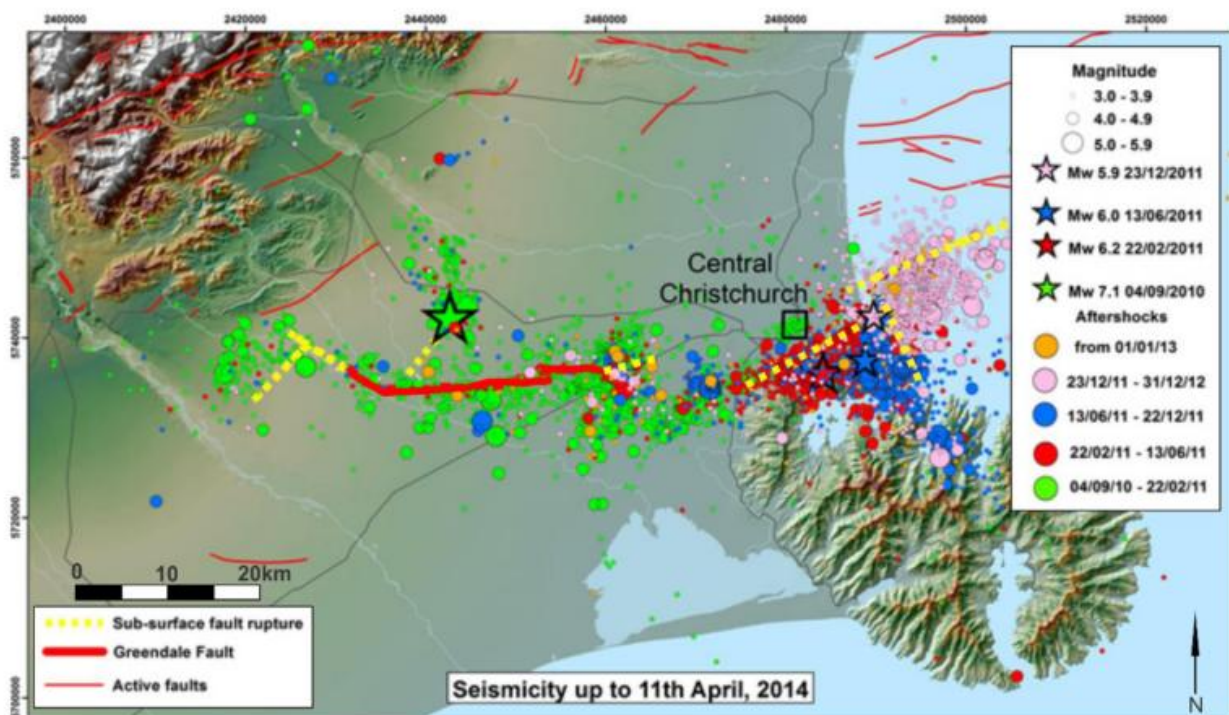 2400000 2420000 2440000 2460000 2480000 2500000 2520000
5760000
5740000
5720000
5700000
Central
Christchurch
Magnitude
3.0 - 3.9
4.0 - 4.9
5.0 - 5.9
Mw 5.9 23/12/2011
Mw 6.0 13/06/2011
Mw 6.2 22/02/2011
Mw 7.1 04/09/2010
Aftershocks
from 01/01/13
23/12/11 - 31/12/12
13/06/11 - 22/12/11
22/02/11 - 13/06/11
04/09/10 - 22/02/11
0 10 20km
Sub-surface fault rupture
Greendale Fault
Active faults
Seismicity up to 11th April, 2014
N